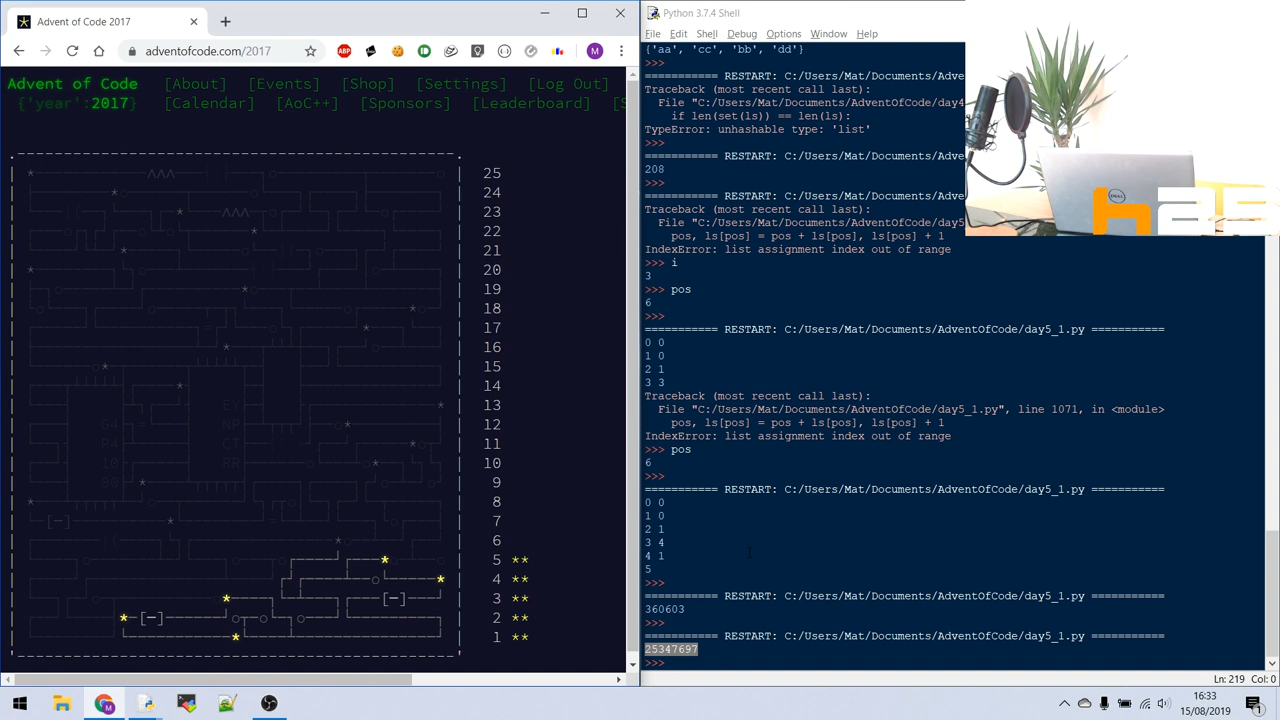 Advent of Code 2017
adventofcode.com/2017
ABP
M
Advent of Code [About] [Events] [Shop] [Settings] [Log Out]
{'year':2017} [Calendar] [AoC++] [Sponsors] [Leaderboard] [S
25
24
23
22
21
20
19
18
17
16
15
14
13
12
11
10
9
8
7
6
5 **
4 **
3 **
2 **
1 **
Python 3.7.4 Shell
File Edit Shell Debug Options Window Help
{'aa', 'cc', 'bb', 'dd'}
>>>
=========== RESTART: C:/Users/Mat/Documents/Adve
Traceback (most recent call last):
File "C:/Users/Mat/Documents/AdventOfCode/day4
if len(set(ls)) == len(ls):
TypeError: unhashable type: 'list'
>>>
=========== RESTART: C:/Users/Mat/Documents/Adve
208
>>>
=========== RESTART: C:/Users/Mat/Documents/Adve
Traceback (most recent call last):
File "C:/Users/Mat/Documents/AdventOfCode/day5
pos, ls[pos] = pos + ls[pos], ls[pos] + 1
IndexError: list assignment index out of range
>>> i
3
>>> pos
6
>>>
=========== RESTART: C:/Users/Mat/Documents/AdventOfCode/day5_1.py ===========
0 0
1 0
2 1
3 3
Traceback (most recent call last):
File "C:/Users/Mat/Documents/AdventOfCode/day5_1.py", line 1071, in <module>
pos, ls[pos] = pos + ls[pos], ls[pos] + 1
IndexError: list assignment index out of range
>>> pos
6
>>>
=========== RESTART: C:/Users/Mat/Documents/AdventOfCode/day5_1.py ===========
0 0
1 0
2 1
3 4
4 1
5
>>>
=========== RESTART: C:/Users/Mat/Documents/AdventOfCode/day5_1.py ===========
360603
>>>
=========== RESTART: C:/Users/Mat/Documents/AdventOfCode/day5_1.py ===========
25347697
>>>
Ln: 219 Col: 0
DELL
16:33
15/08/2019
1